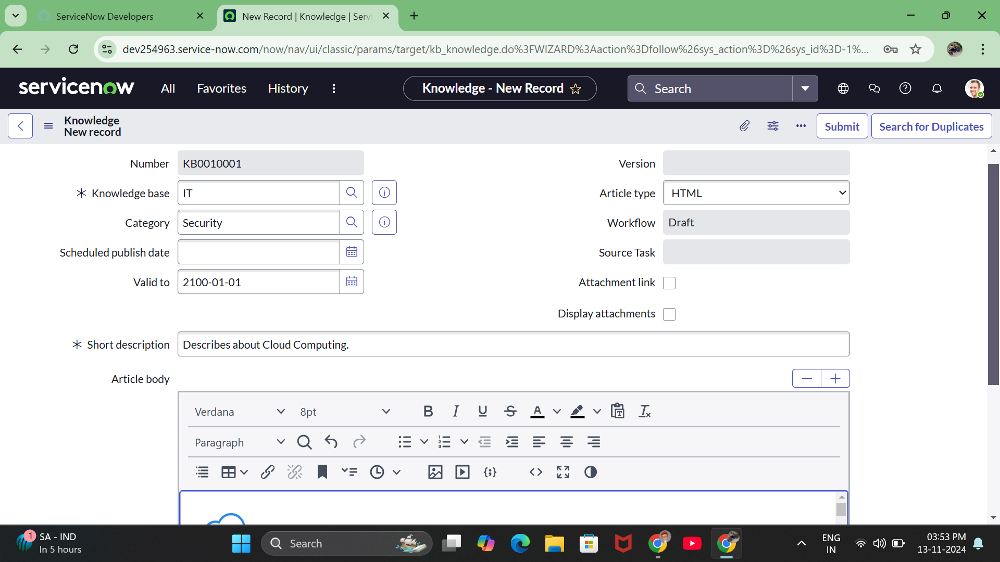 ServiceNow Developers
New Record | Knowledge | Servi
dev254963.service-now.com/now/nav/ui/classic/params/target/kb_knowledge.do%3FWIZARD%3Aaction%3Dfollow%26sys_action%3D%26sys_id%3D-1%...
servicenow
All
Favorites
History
Knowledge - New Record
Search
Knowledge
New record
Submit
Search for Duplicates
Number
KB0010001
Version
Knowledge base
IT
Article type
HTML
Category
Security
Workflow
Draft
Scheduled publish date
Source Task
Valid to
2100-01-01
Attachment link
Display attachments
Short description
Describes about Cloud Computing.
Article body
Verdana
8pt
Paragraph
1
SA - IND
In 5 hours
Search
ENG
IN
03:53 PM
13-11-2024